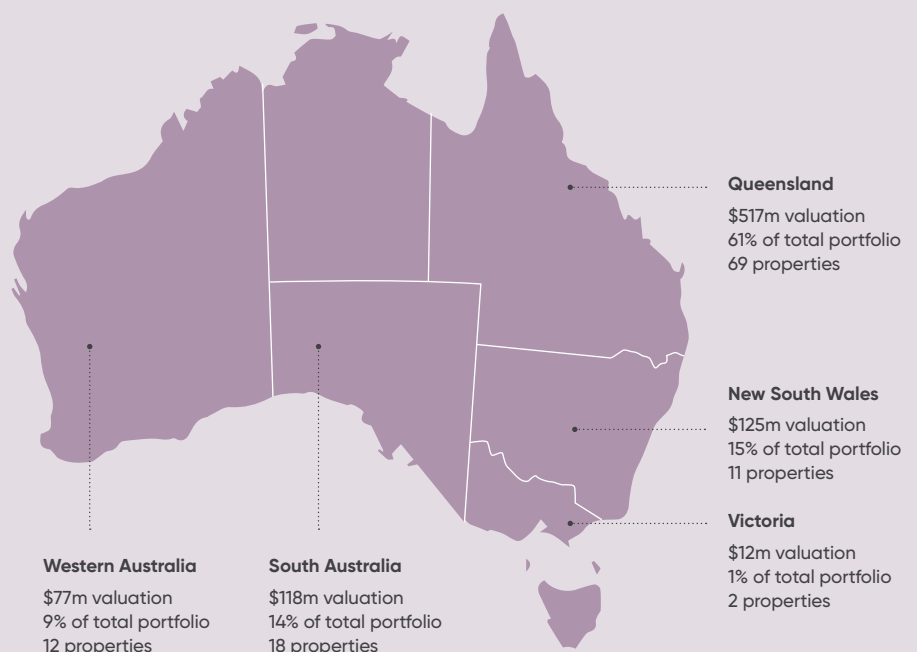 Queensland
$517m valuation
61% of total portfolio
69 properties
New South Wales
$125m valuation
15% of total portfolio
11 properties
Victoria
$12m valuation
1% of total portfolio
2 properties
Western Australia
$77m valuation
9% of total portfolio
12 properties
South Australia
$118m valuation
14% of total portfolio
18 properties